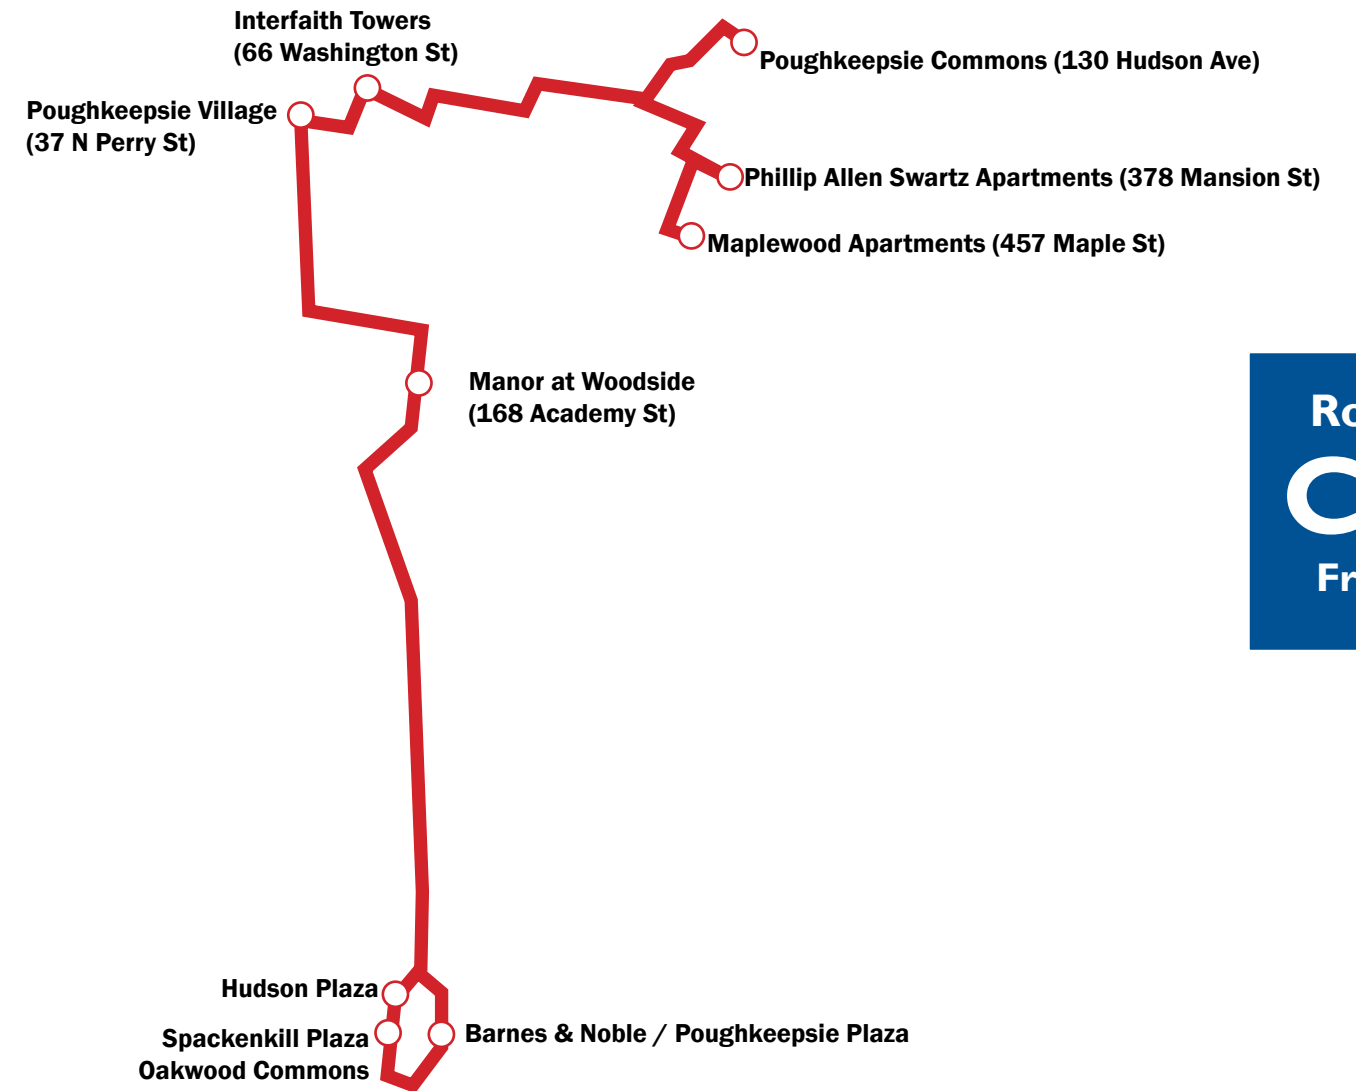 Interfaith Towers
(66 Washington St)
Poughkeepsie Commons (130 Hudson Ave)
Poughkeepsie Village
(37 N Perry St)
Phillip Allen Swartz Apartments (378 Mansion St)
Maplewood Apartments (457 Maple St)
Manor at Woodside
(168 Academy St)
Hudson Plaza
Spackenkill Plaza
Oakwood Commons
Barnes & Noble / Poughkeepsie Plaza